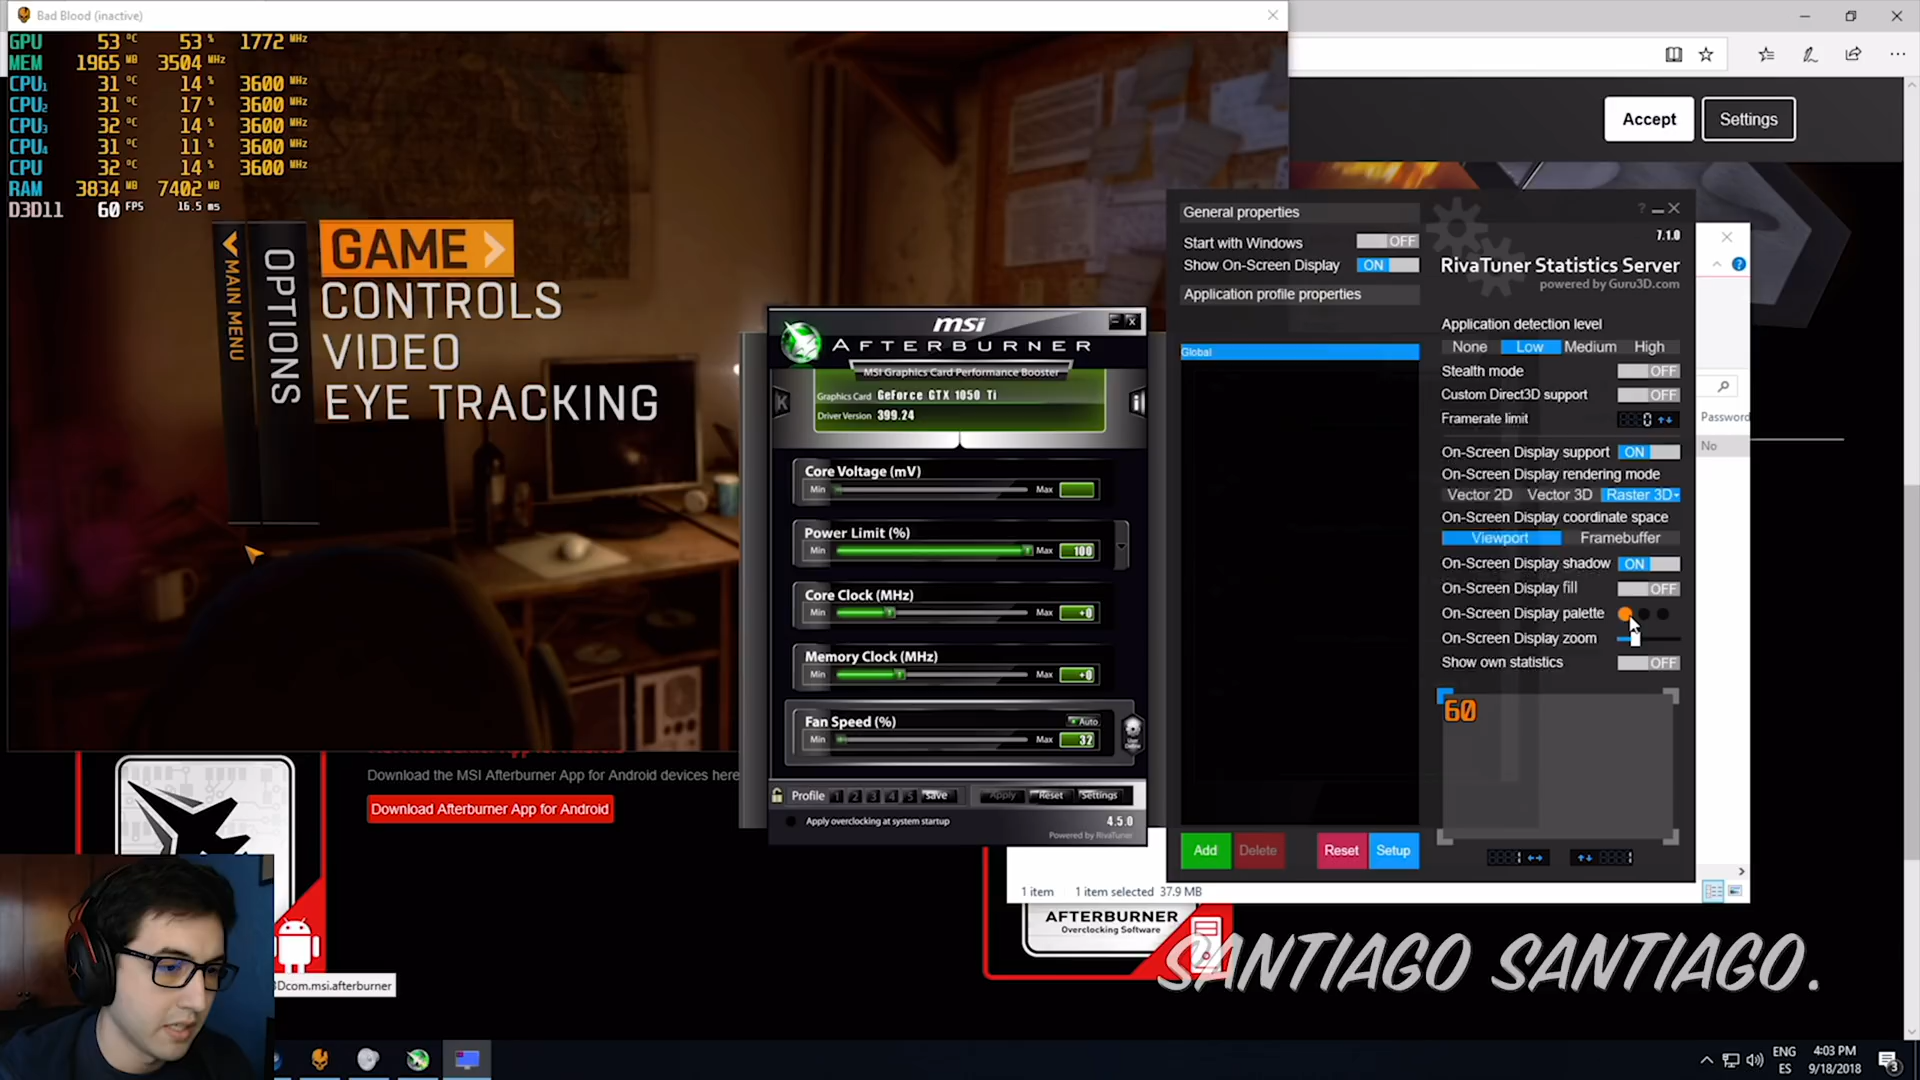 Bad Blood (inactive)
GPU 53 °C 53 % 1772 MHz
MEM 1965 MB 3504 MHz
CPU1 31 °C 14 % 3600 MHz
CPU2 31 °C 17 % 3600 MHz
CPU3 32 °C 14 % 3600 MHz
CPU4 31 °C 11 % 3600 MHz
CPU 32 °C 14 % 3600 MHz
RAM 3834 MB 7402 MB
D3D11 60 FPS 16.5 ms
MAIN MENU
OPTIONS
GAME
CONTROLS
VIDEO
EYE TRACKING
Accept
Settings
General properties
Start with Windows OFF
Show On-Screen Display ON
Application profile properties
Global
7.1.0
RivaTuner Statistics Server
powered by Guru3D.com
Application detection level
None Low Medium High
Stealth mode OFF
Custom Direct3D support OFF
Framerate limit 0
On-Screen Display support ON
On-Screen Display rendering mode
Vector 2D Vector 3D Raster 3D
On-Screen Display coordinate space
Viewport Framebuffer
On-Screen Display shadow ON
On-Screen Display fill OFF
On-Screen Display palette
On-Screen Display zoom
Show own statistics OFF
60
1
1
Add Delete Reset Setup
Password
No
msi
AFTERBURNER
MSI Graphics Card Performance Booster
K
i
Graphics Card GeForce GTX 1050 Ti
Driver Version 399.24
Core Voltage (mV)
Min Max
Power Limit (%)
Min Max 100
Core Clock (MHz)
Min Max +0
Memory Clock (MHz)
Min Max +0
Fan Speed (%) Auto
Min Max 32
User Define
Profile 1 2 3 4 5 Save Apply Reset Settings
Apply overclocking at system startup 4.5.0
Powered by RivaTuner
Download the MSI Afterburner App for Android devices here
Download Afterburner App for Android
1 item 1 item selected 37.9 MB
AFTERBURNER
Overclocking Software
SANTIAGO SANTIAGO.
Dcom.msi.afterburner
ENG
ES
4:03 PM
9/18/2018
3